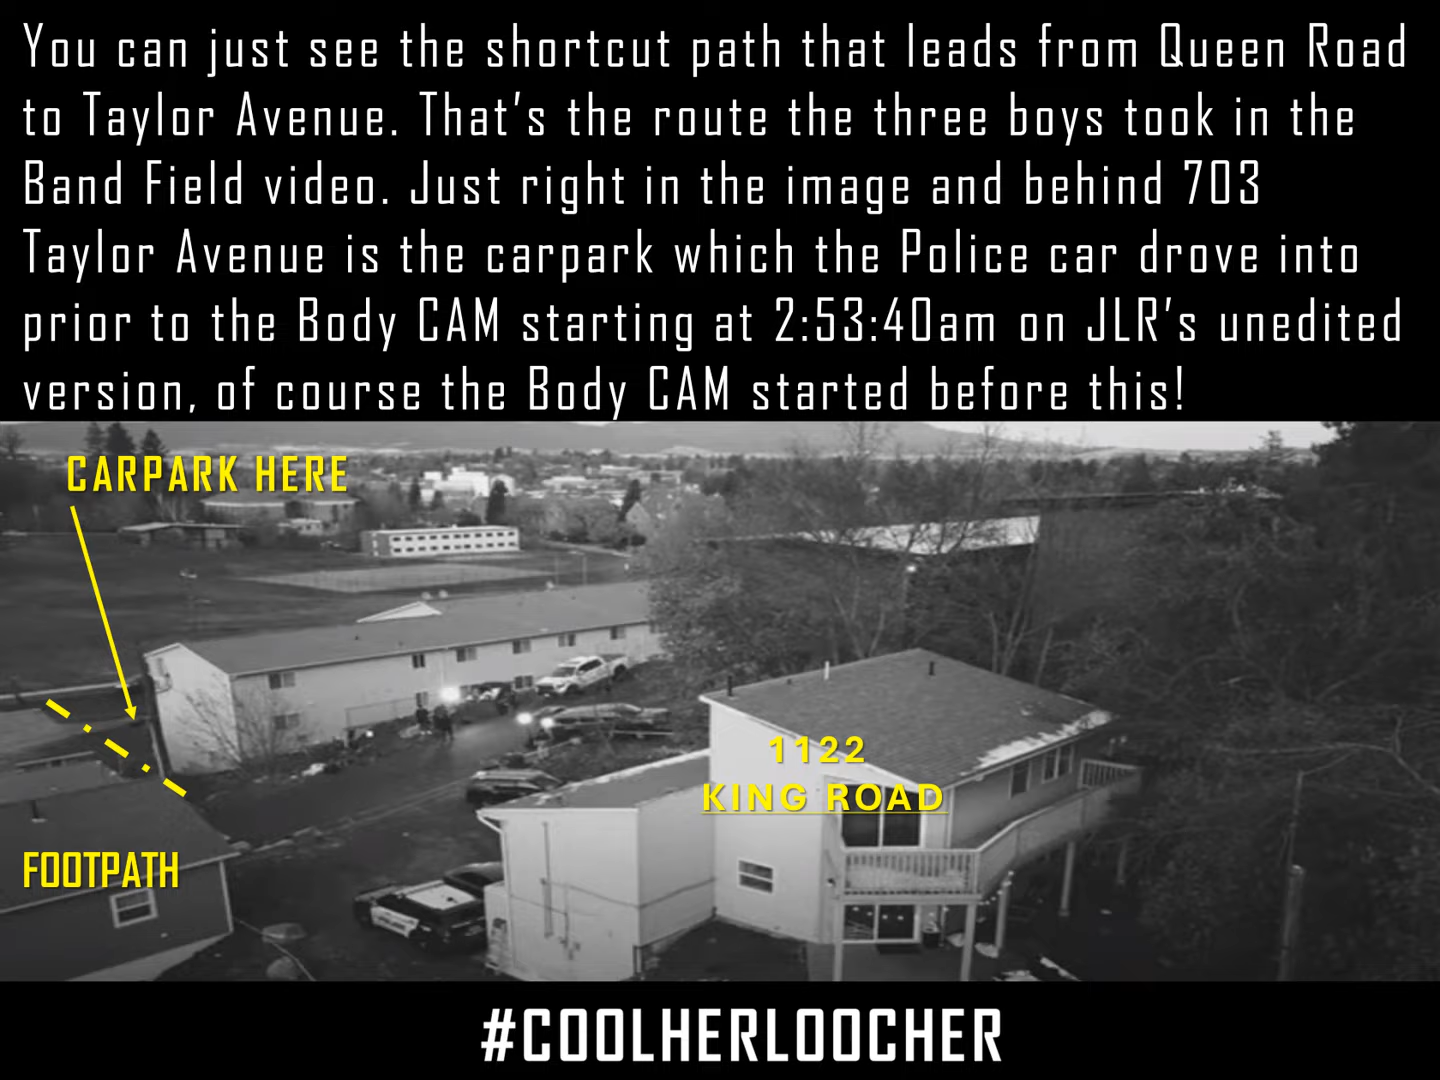 You can just see the shortcut path that leads from Queen Road
to Taylor Avenue. That's the route the three boys took in the
Band Field video. Just right in the image and behind 703
Taylor Avenue is the carpark which the Police car drove into
prior to the Body CAM starting at 2:53:40am on JLR's unedited
version, of course the Body CAM started before this!
CARPARK HERE
1122
KING ROAD
FOOTPATH
#COOLHERLOOCHER